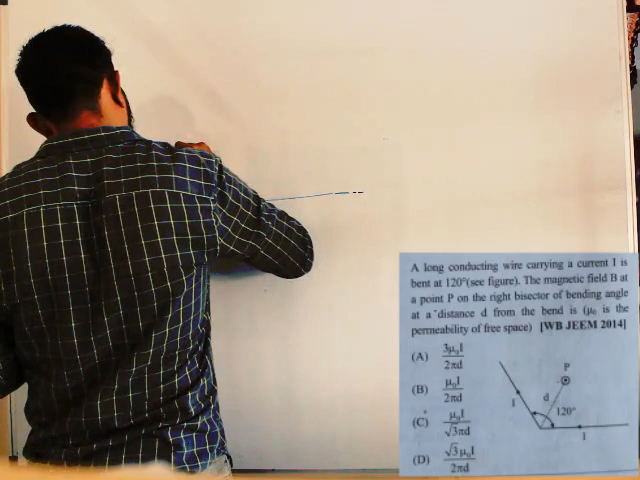 A long conducting wire carrying a current I is
bent at 120°(see figure). The magnetic field B at
a point P on the right bisector of bending angle
at a distance d from the bend is (μ₀ is the
permeability of free space) [WB JEEM 2014]
(A) 3μ₀I / 2πd
(B) μ₀I / 2πd
(C) μ₀I / √3πd
(D) √3μ₀I / 2πd
P
d
I
120°
I